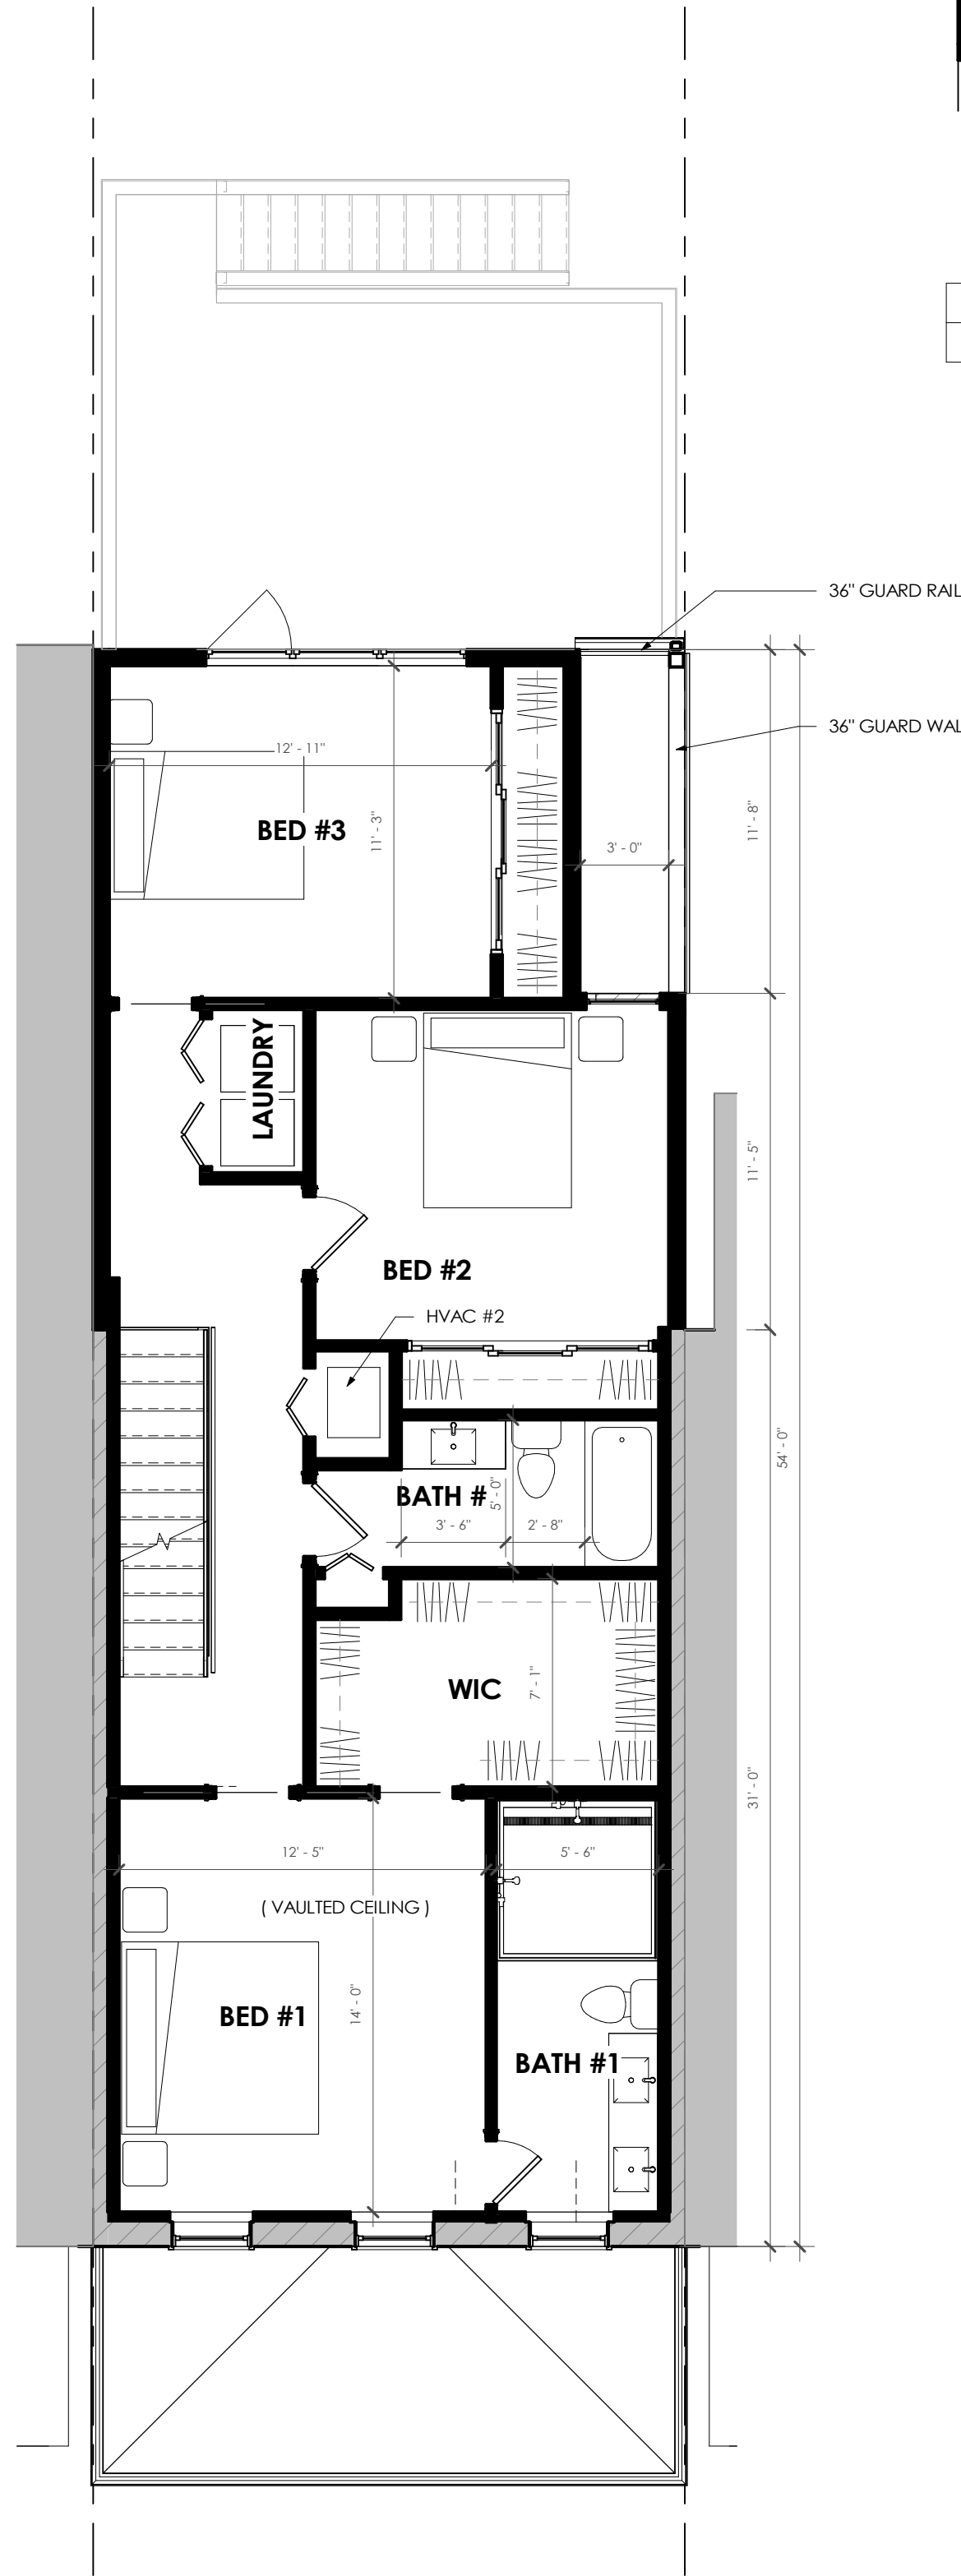 36" GUARD RAIL
36" GUARD WAL
12' - 11"
BED #3
11' - 3"
3' - 0"
11' - 8"
LAUNDRY
11' - 5"
BED #2
HVAC #2
54' - 0"
BATH #
5' - 0"
3' - 6"
2' - 8"
WIC
7' - 1"
31' - 0"
12' - 5"
5' - 6"
( VAULTED CEILING )
14' - 0"
BED #1
BATH #1